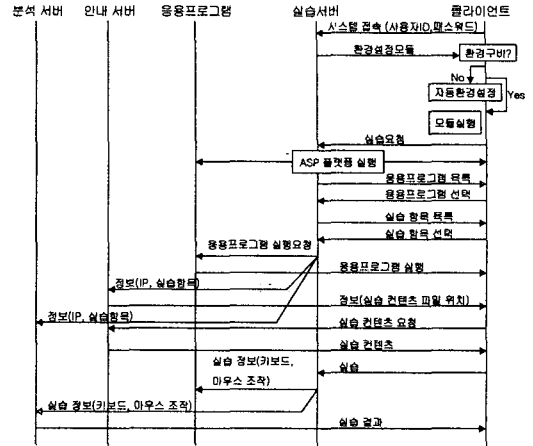 분석 서버 안내 서버 응용프로그램 실습서버 클라이언트
시스템 접속 (사용자ID,패스워드)
환경설정모듈
환경구비?
No
자동환경설정
Yes
모듈실행
실습요청
ASP 플랫폼 실행
응용프로그램 목록
응용프로그램 선택
실습 항목 목록
실습 항목 선택
응용프로그램 실행요청
응용프로그램 실행
정보(IP, 실습항목)
정보(실습 컨텐츠 파일 위치)
정보(IP, 실습항목)
실습 컨텐츠 요청
실습 컨텐츠
실습 정보(키보드,
마우스 조작)
실습
실습 정보(키보드, 마우스 조작)
실습 결과